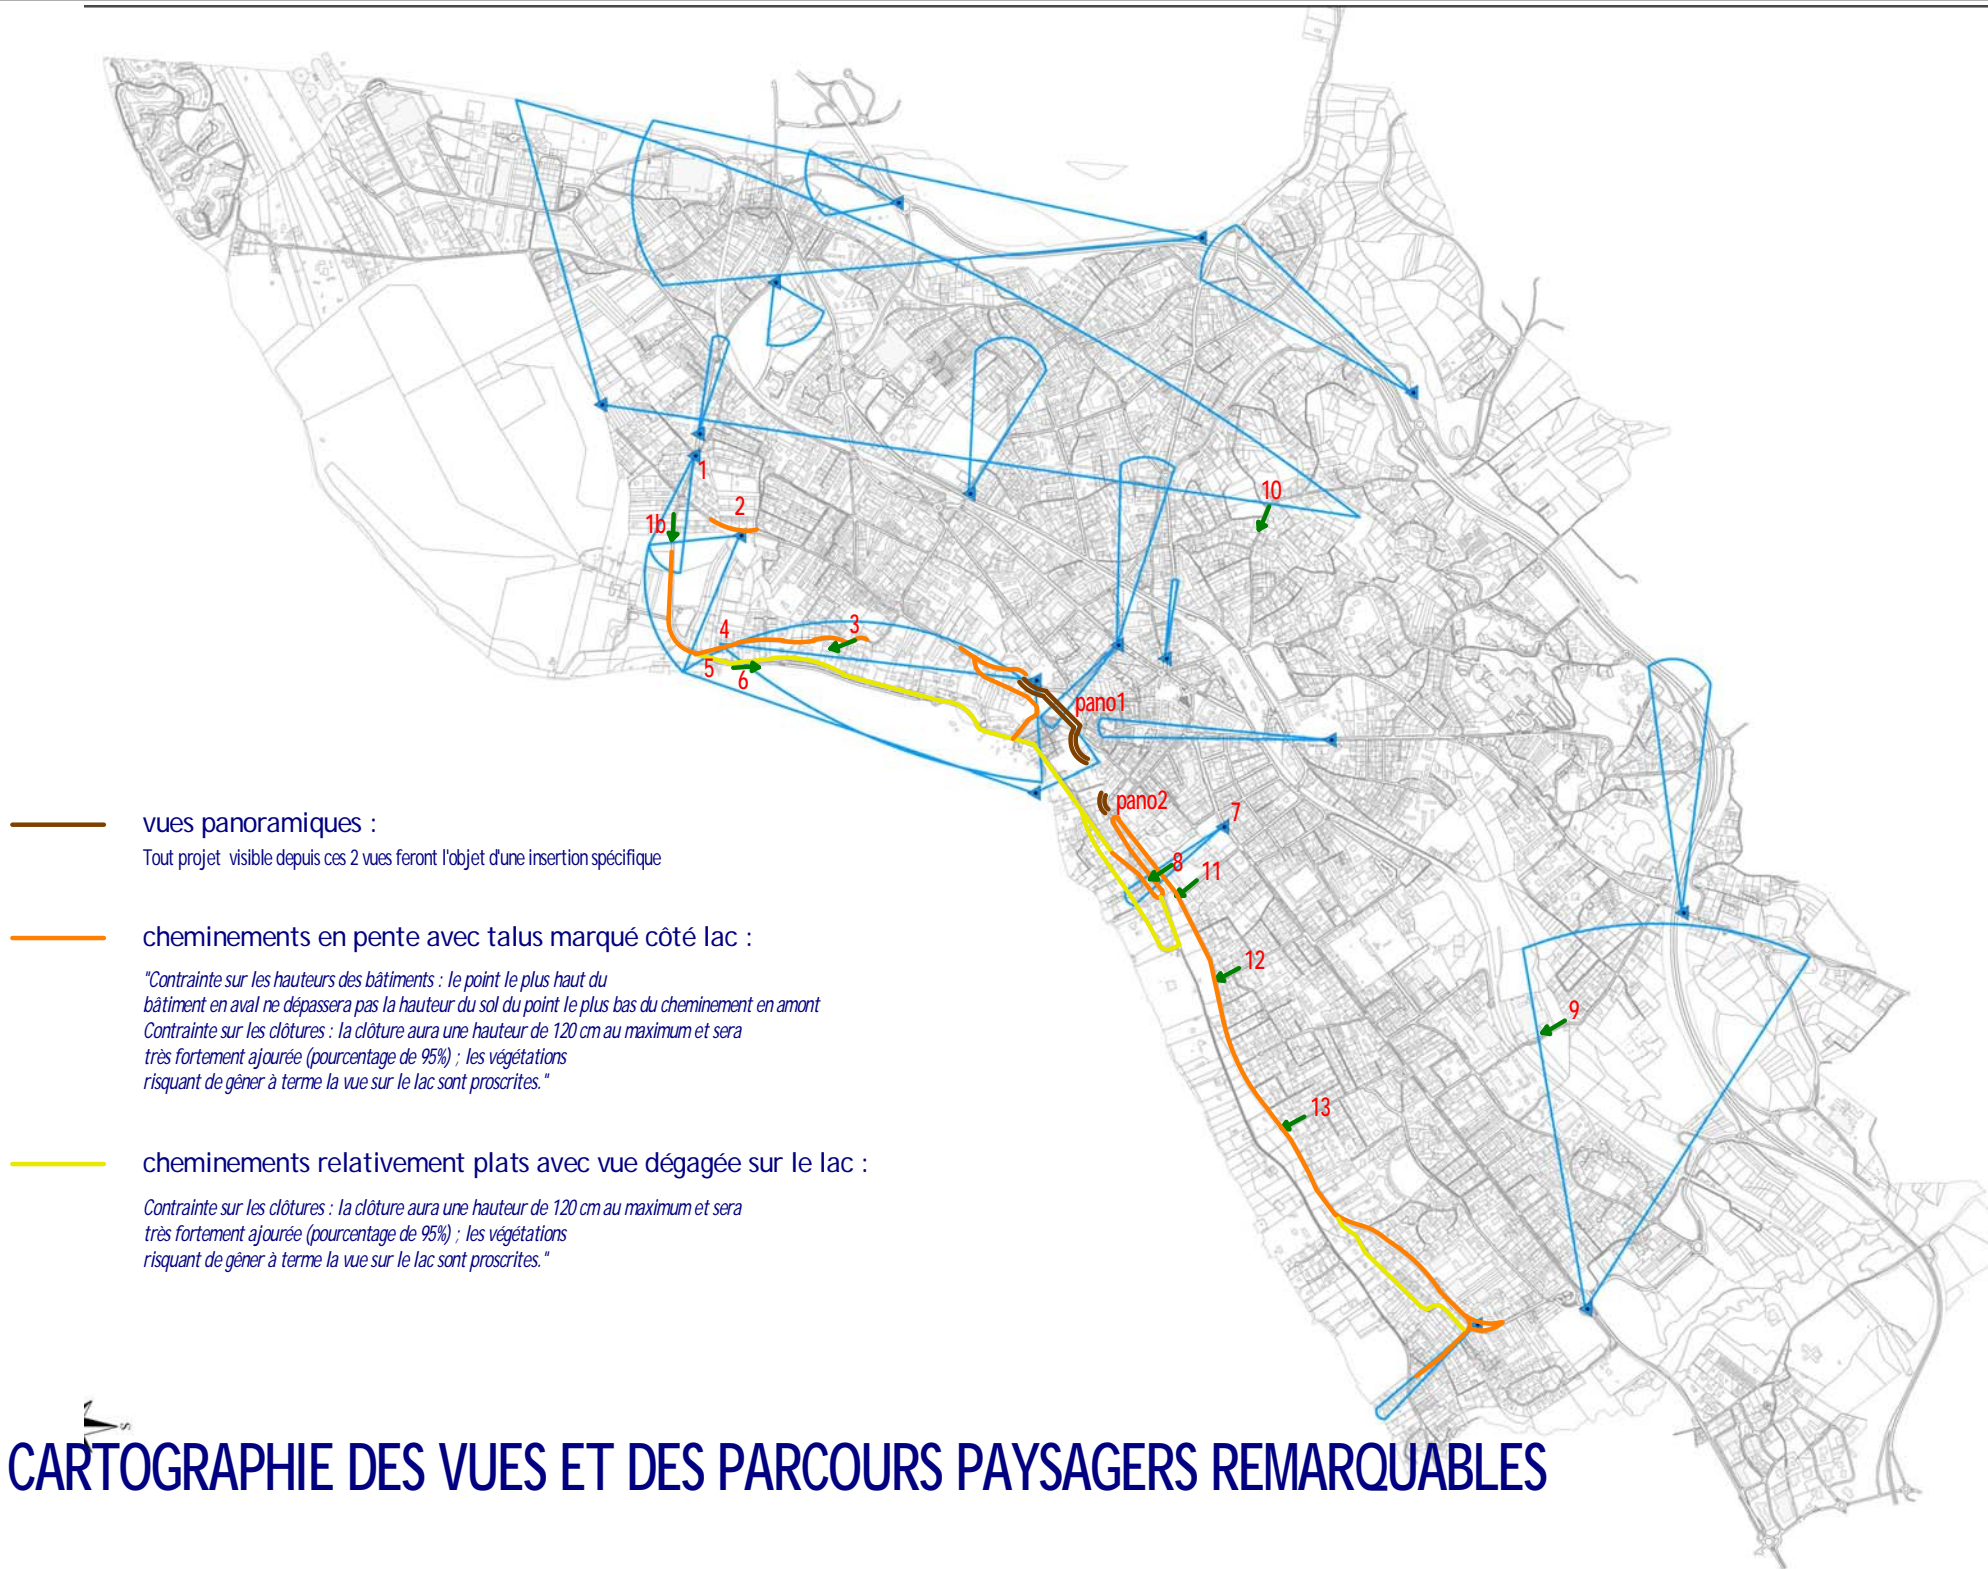 1
2
1b
10
3
4
5
6
pano1
pano2
7
8
11
12
9
13
vues panoramiques :
Tout projet visible depuis ces 2 vues feront l'objet d'une insertion spécifique
cheminements en pente avec talus marqué côté lac :
"Contrainte sur les hauteurs des bâtiments : le point le plus haut du
bâtiment en aval ne dépassera pas la hauteur du sol du point le plus bas du cheminement en amont
Contrainte sur les clôtures : la clôture aura une hauteur de 120 cm au maximum et sera
très fortement ajourée (pourcentage de 95%) ; les végétations
risquant de gêner à terme la vue sur le lac sont proscrites."
cheminements relativement plats avec vue dégagée sur le lac :
Contrainte sur les clôtures : la clôture aura une hauteur de 120 cm au maximum et sera
très fortement ajourée (pourcentage de 95%) ; les végétations
risquant de gêner à terme la vue sur le lac sont proscrites."
S
CARTOGRAPHIE DES VUES ET DES PARCOURS PAYSAGERS REMARQUABLES